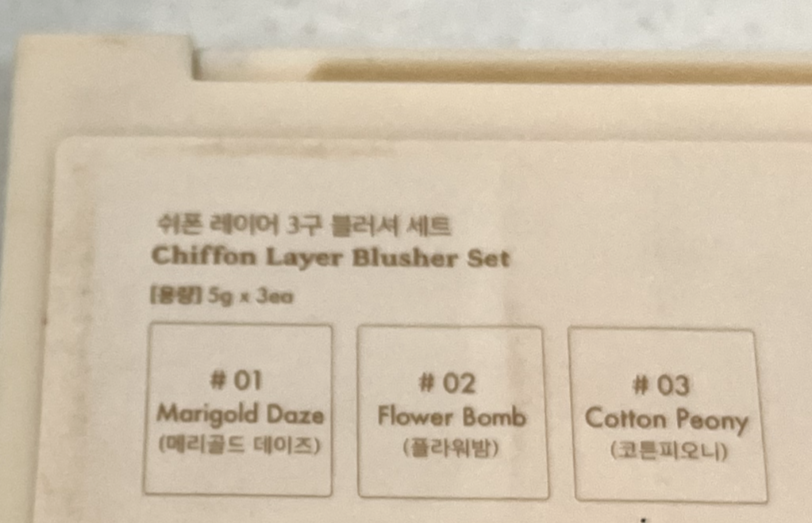 쉬폰 레이어 3구 블러셔 세트
Chiffon Layer Blusher Set
[용량] 5g x 3ea
# 01
Marigold Daze
(메리골드 데이즈)
# 02
Flower Bomb
(플라워밤)
# 03
Cotton Peony
(코튼피오니)